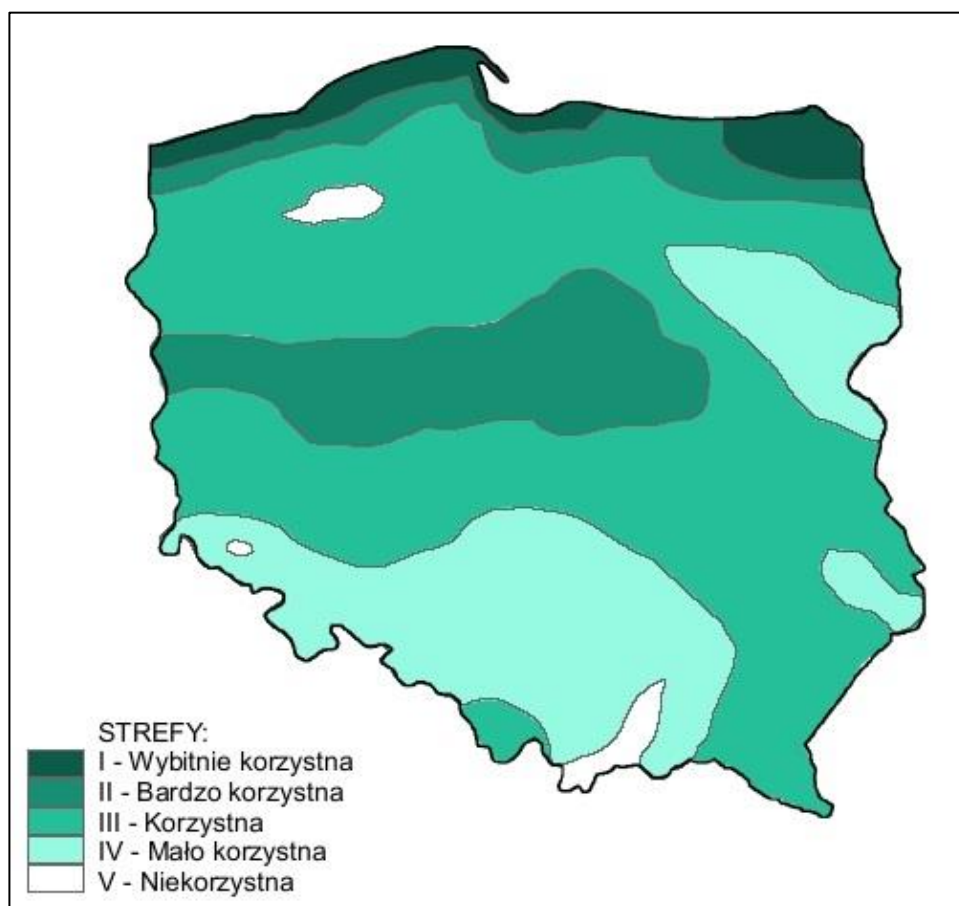 STREFY:
I - Wybitnie korzystna
II - Bardzo korzystna
III - Korzystna
IV - Mało korzystna
V - Niekorzystna